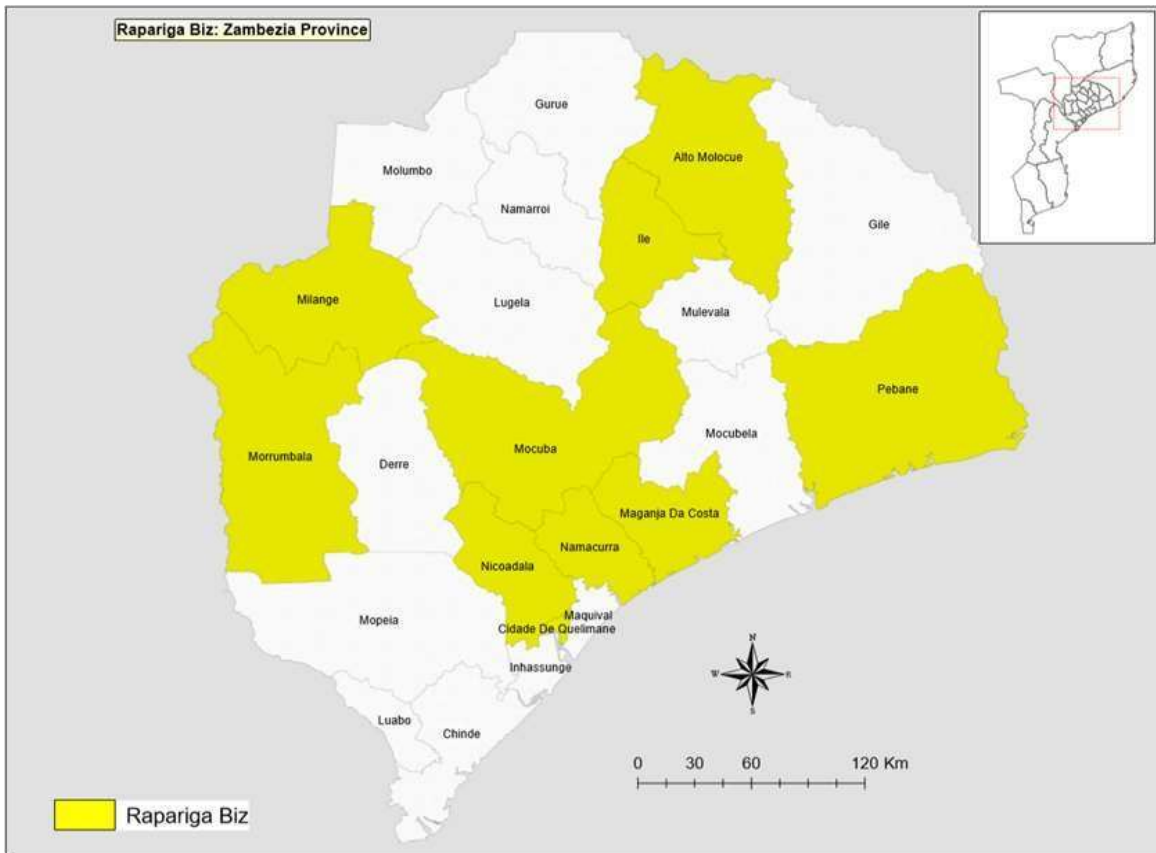 Rapariga Biz: Zambezia Province
Gurue
Alto Molocue
Molumbo
Namarroi
Gile
Ile
Milange
Lugela
Mulevala
Pebane
Mocubela
Mocuba
Morrumbala
Derre
Maganja Da Costa
Namacurra
Nicoadala
Maquival
Mopeia
Cidade De Quelimane
Inhassunge
Luabo
Chinde
N
W
E
S
0 30 60 120 Km
Rapariga Biz